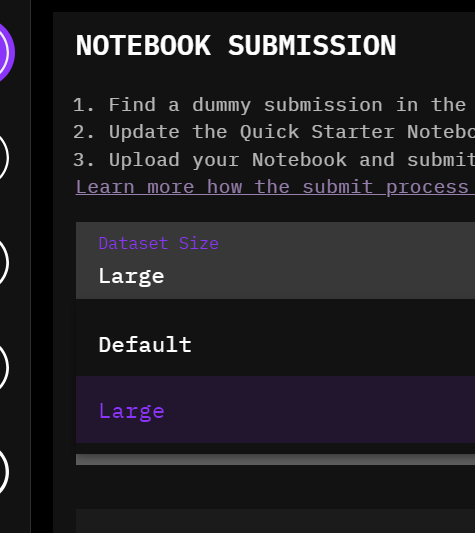 NOTEBOOK SUBMISSION
1. Find a dummy submission in the
2. Update the Quick Starter Notebo
3. Upload your Notebook and submit
Learn more how the submit process
Dataset Size
Large
Default
Large